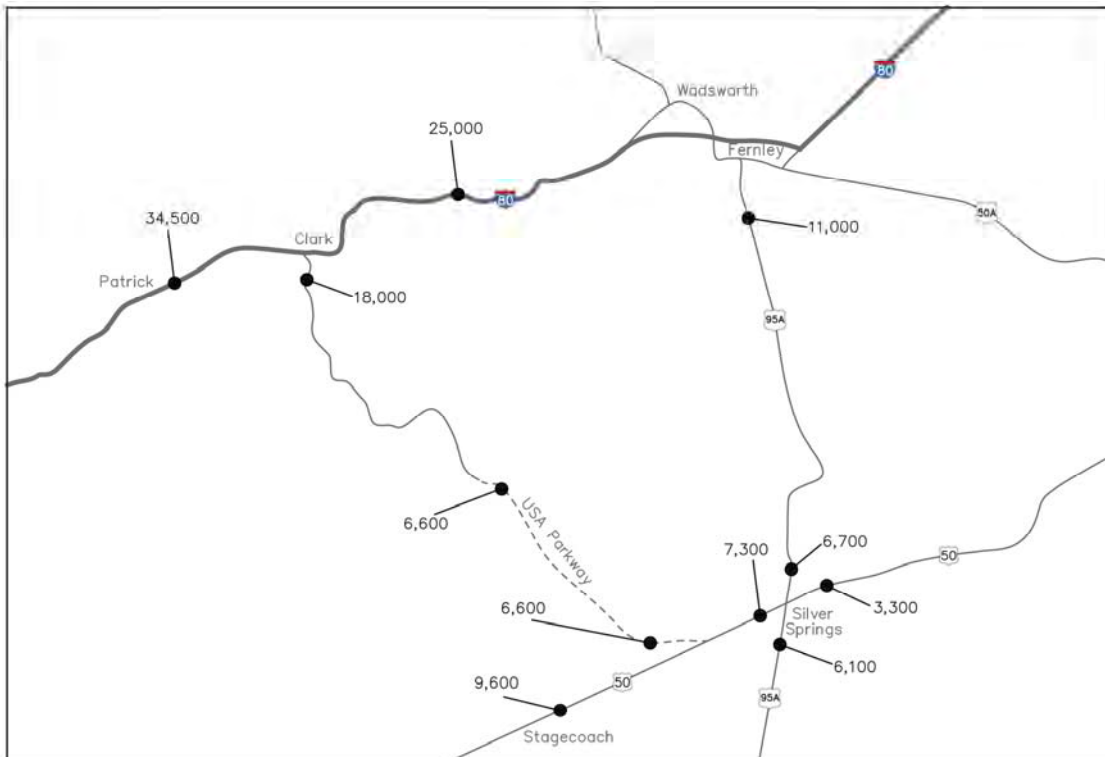 80
Wadsworth
25,000
Fernley
80
34,500
50A
Clark
11,000
Patrick
18,000
95A
6,600
USA Parkway
7,300
6,700
50
6,600
3,300
Silver
Springs
6,100
9,600
50
95A
Stagecoach